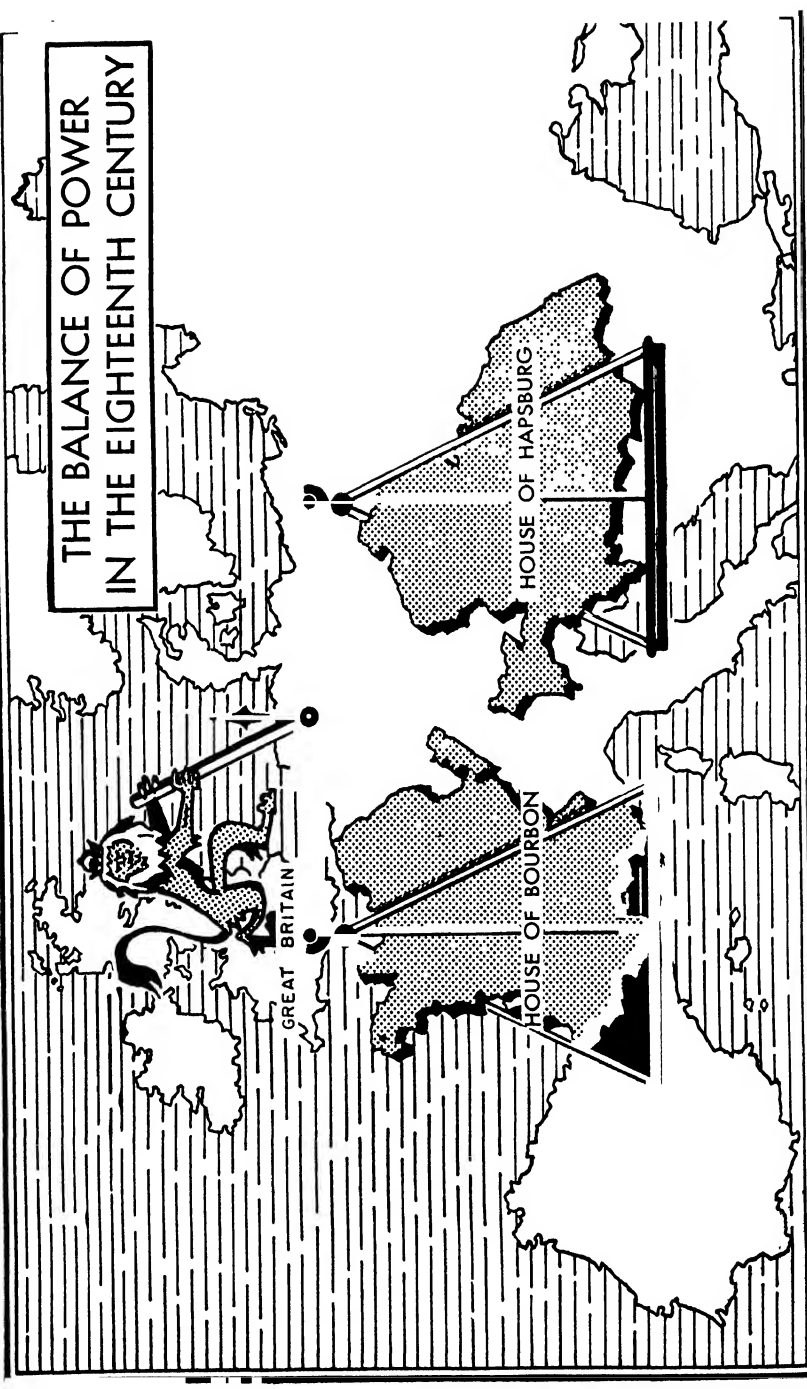 THE BALANCE OF POWER
IN THE EIGHTEENTH CENTURY
GREAT BRITAIN
HOUSE OF BOURBON
HOUSE OF HAPSBURG